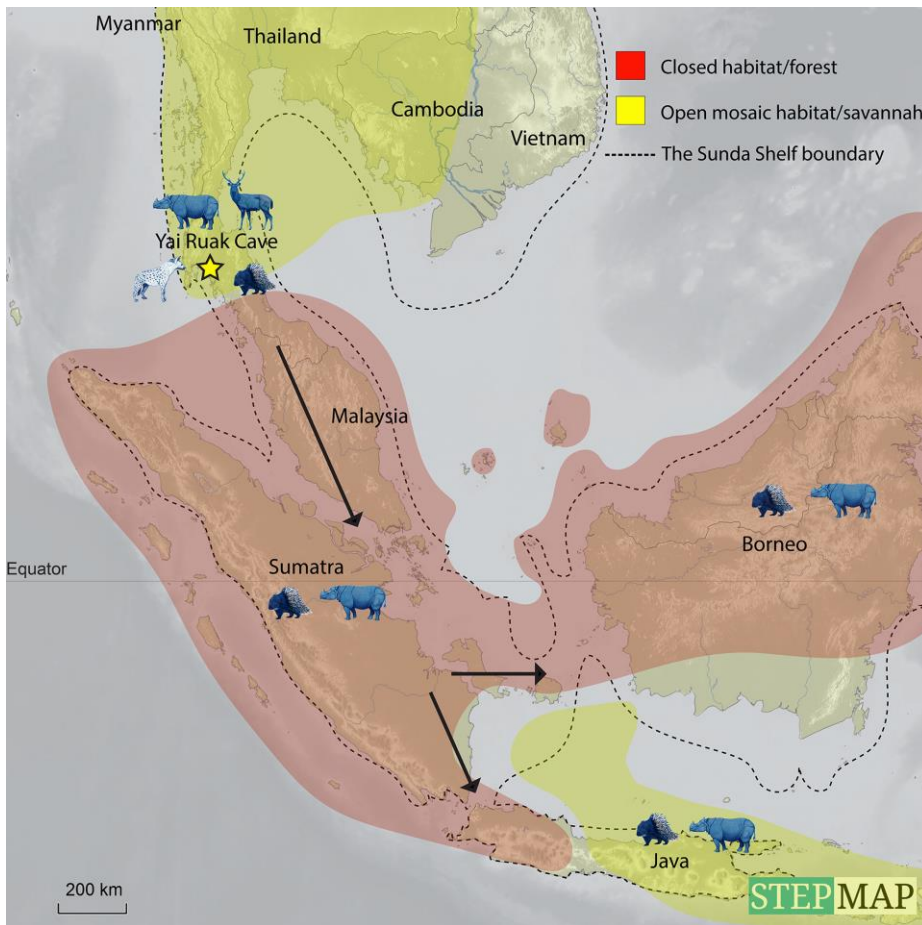 Myanmar
Thailand
Cambodia
Vietnam
Closed habitat/forest
Open mosaic habitat/savannah
The Sunda Shelf boundary
Yai Ruak Cave
Malaysia
Borneo
Equator
Sumatra
Java
200 km
STEPMAP